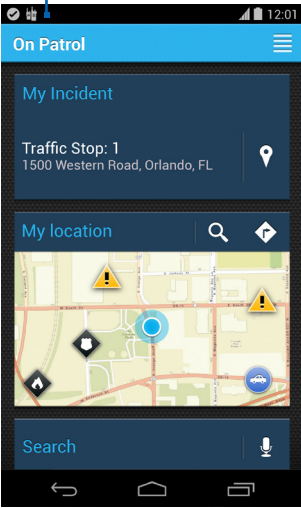 12:01
On Patrol
My Incident
Traffic Stop: 1
1500 Western Road, Orlando, FL
My location
Search